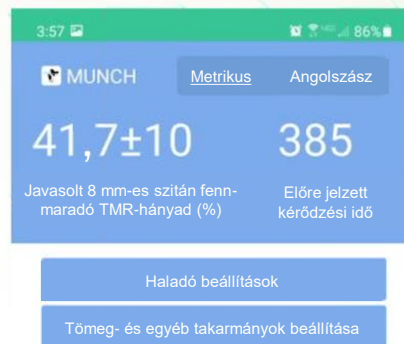 3:57 86%
MUNCH Metrikus Angolszász
41,7±10 385
Javasolt 8 mm-es szitán fenn-
maradó TMR-hányad (%)
Előre jelzett
kérődzési idő
Haladó beállítások
Tömeg- és egyéb takarmányok beállítása